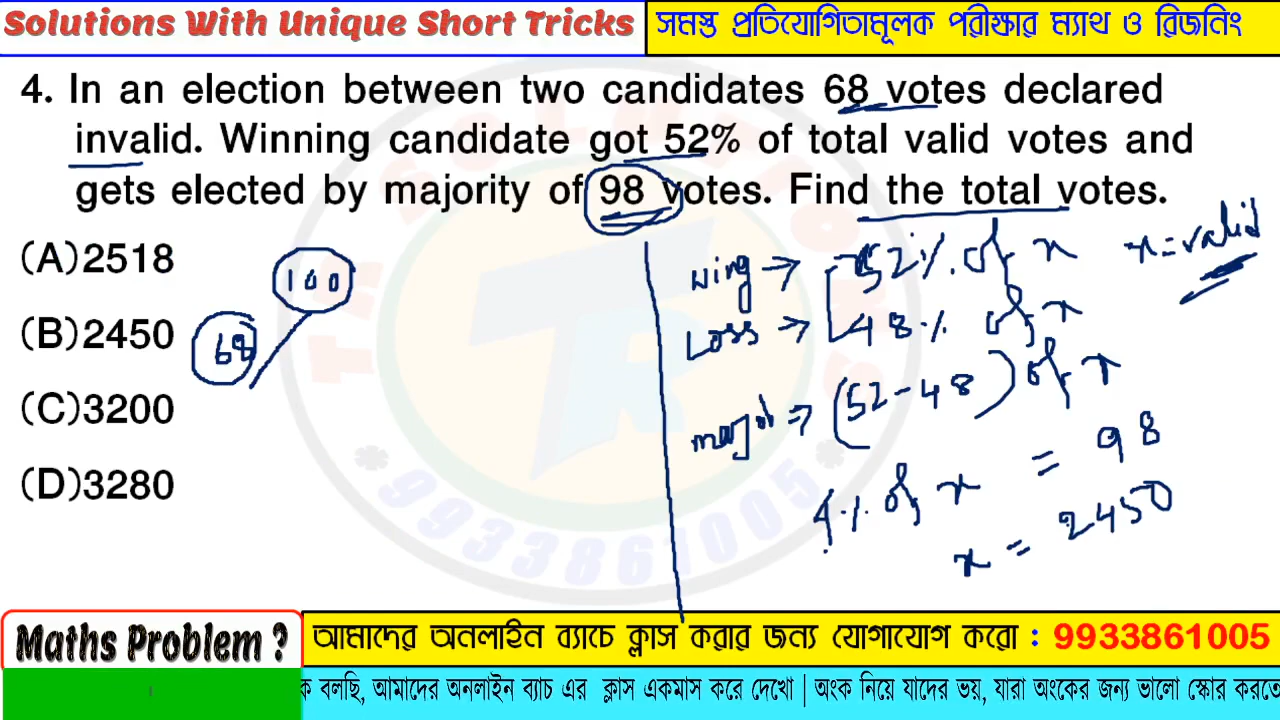 Solutions With Unique Short Tricks
সমস্ত প্রতিযোগিতামূলক পরীক্ষার ম্যাথ ও রিজনিং
4. In an election between two candidates 68 votes declared
invalid. Winning candidate got 52% of total valid votes and
gets elected by majority of 98 votes. Find the total votes.
(A)2518
(B)2450
(C)3200
(D)3280
100
68
wing → 52% of x
x = valid
Loss → 48% of x
⇒ (52-48) of x
4% of x = 98
x = 2450
9933861005
Maths Problem ?
আমাদের অনলাইন ব্যাচে ক্লাস করার জন্য যোগাযোগ করো : 9933861005
ক বলছি, আমাদের অনলাইন ব্যাচ এর ক্লাস একমাস করে দেখো | অংক নিয়ে যাদের ভয়, যারা অংকের জন্য ভালো স্কোর করতে